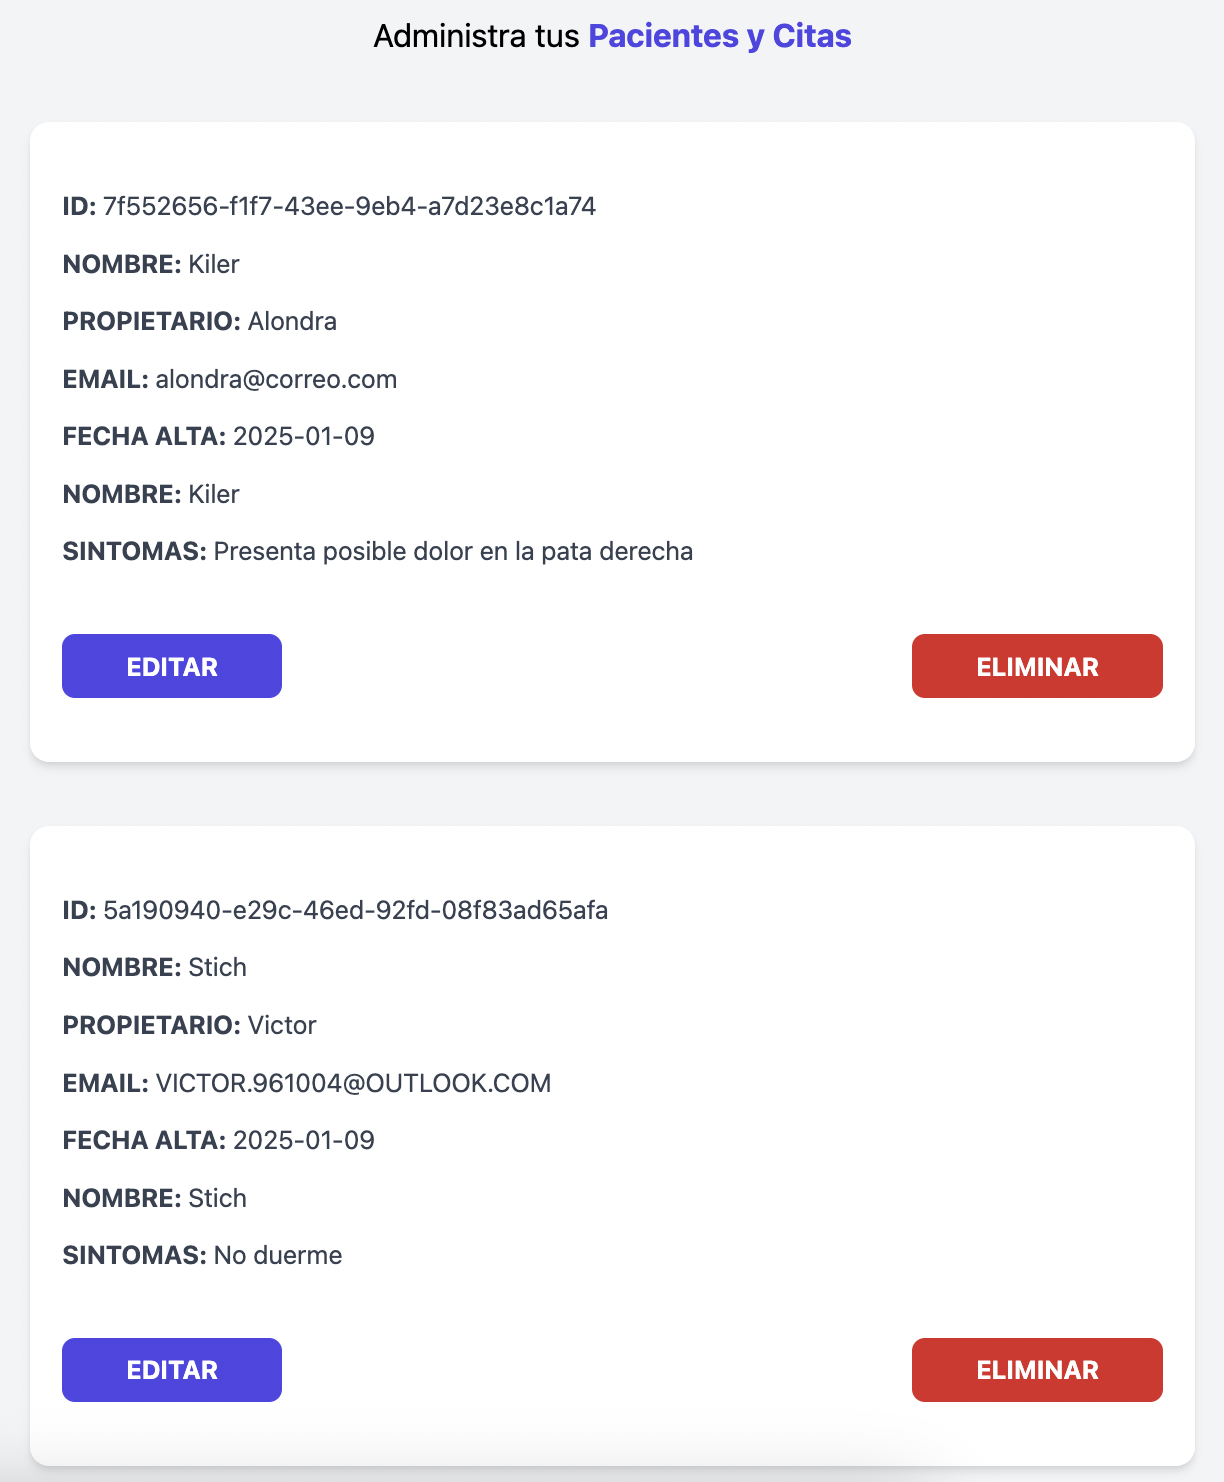 Administra tus Pacientes y Citas
ID: 7f552656-f1f7-43ee-9eb4-a7d23e8c1a74
NOMBRE: Kiler
PROPIETARIO: Alondra
EMAIL: alondra@correo.com
FECHA ALTA: 2025-01-09
NOMBRE: Kiler
SINTOMAS: Presenta posible dolor en la pata derecha
EDITAR ELIMINAR
ID: 5a190940-e29c-46ed-92fd-08f83ad65afa
NOMBRE: Stich
PROPIETARIO: Victor
EMAIL: VICTOR.961004@OUTLOOK.COM
FECHA ALTA: 2025-01-09
NOMBRE: Stich
SINTOMAS: No duerme
EDITAR ELIMINAR